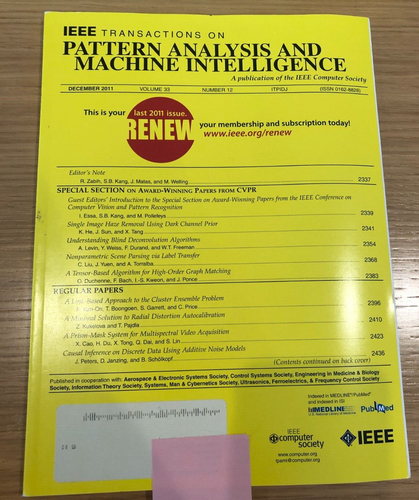 IEEE TRANSACTIONS ON
PATTERN ANALYSIS AND
MACHINE INTELLIGENCE
A publication of the IEEE Computer Society
DECEMBER 2011 VOLUME 33 NUMBER 12 ITPIDJ (ISSN 0162-8828)
This is your last 2011 issue.
RENEW your membership and subscription today!
www.ieee.org/renew
Editor's Note
R. Zabih, S.B. Kang, J. Matas, and M. Welling 2337
SPECIAL SECTION ON AWARD-WINNING PAPERS FROM CVPR
Guest Editors' Introduction to the Special Section on Award-Winning Papers from the IEEE Conference on
Computer Vision and Pattern Recognition
I. Essa, S.B. Kang, and M. Pollefeys 2339
Single Image Haze Removal Using Dark Channel Prior
K. He, J. Sun, and X. Tang 2341
Understanding Blind Deconvolution Algorithms
A. Levin, Y. Weiss, F. Durand, and W.T. Freeman 2354
Nonparametric Scene Parsing via Label Transfer
C. Liu, J. Yuen, and A. Torralba 2368
A Tensor-Based Algorithm for High-Order Graph Matching
O. Duchenne, F. Bach, I.-S. Kweon, and J. Ponce 2383
REGULAR PAPERS
A Link-Based Approach to the Cluster Ensemble Problem
N. Iam-On, T. Boongoen, S. Garrett, and C. Price 2396
A Minimal Solution to Radial Distortion Autocalibration
Z. Kukelova and T. Pajdla 2410
A Prism-Mask System for Multispectral Video Acquisition
X. Cao, H. Du, X. Tong, Q. Dai, and S. Lin 2423
Causal Inference on Discrete Data Using Additive Noise Models
J. Peters, D. Janzing, and B. Schölkopf 2436
(Contents continued on back cover)
Published in cooperation with: Aerospace & Electronic Systems Society, Control Systems Society, Engineering in Medicine & Biology
Society, Information Theory Society, Systems, Man & Cybernetics Society, Ultrasonics, Ferroelectrics, & Frequency Control Society
Indexed in MEDLINE®/PubMed
and Indexed in ISI
MEDLINE PubMed
IEEE
computer
society
IEEE
www.computer.org
tpami@computer.org